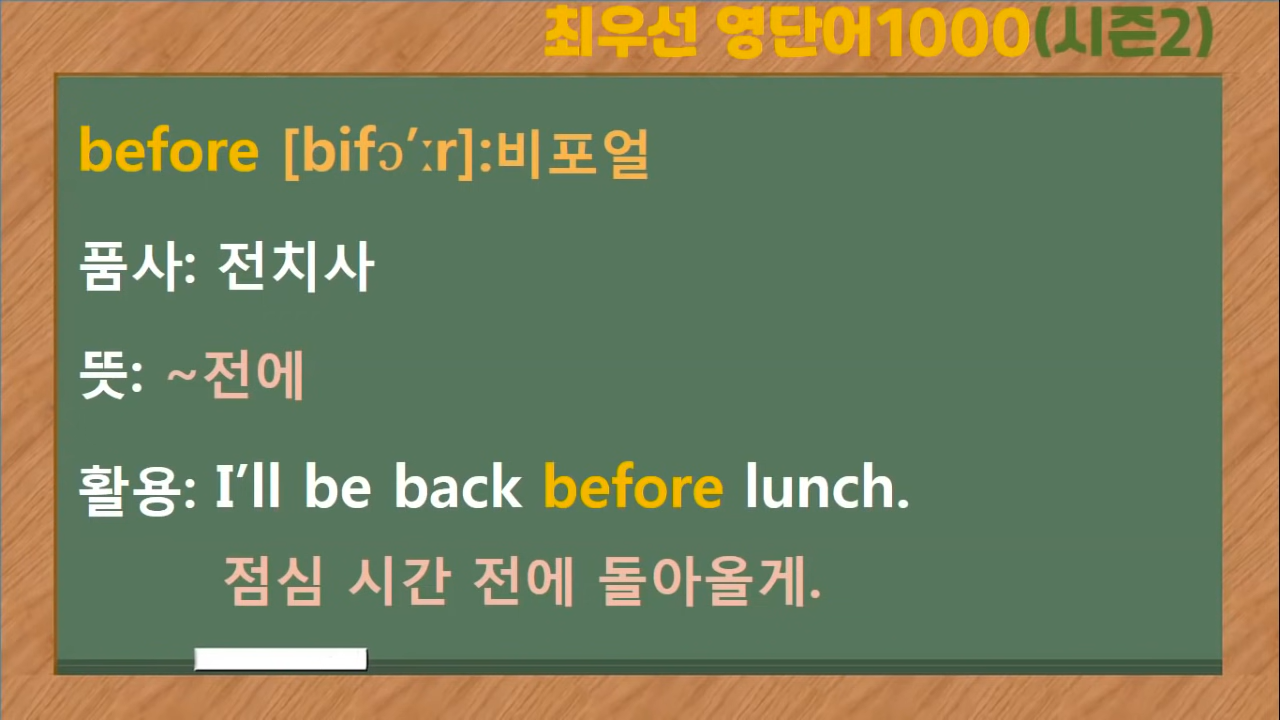 최우선 영단어1000(시즌2)
before [bifɔ′ːr]:비포얼
품사: 전치사
뜻: ~전에
활용: I′ll be back before lunch.
점심 시간 전에 돌아올게.